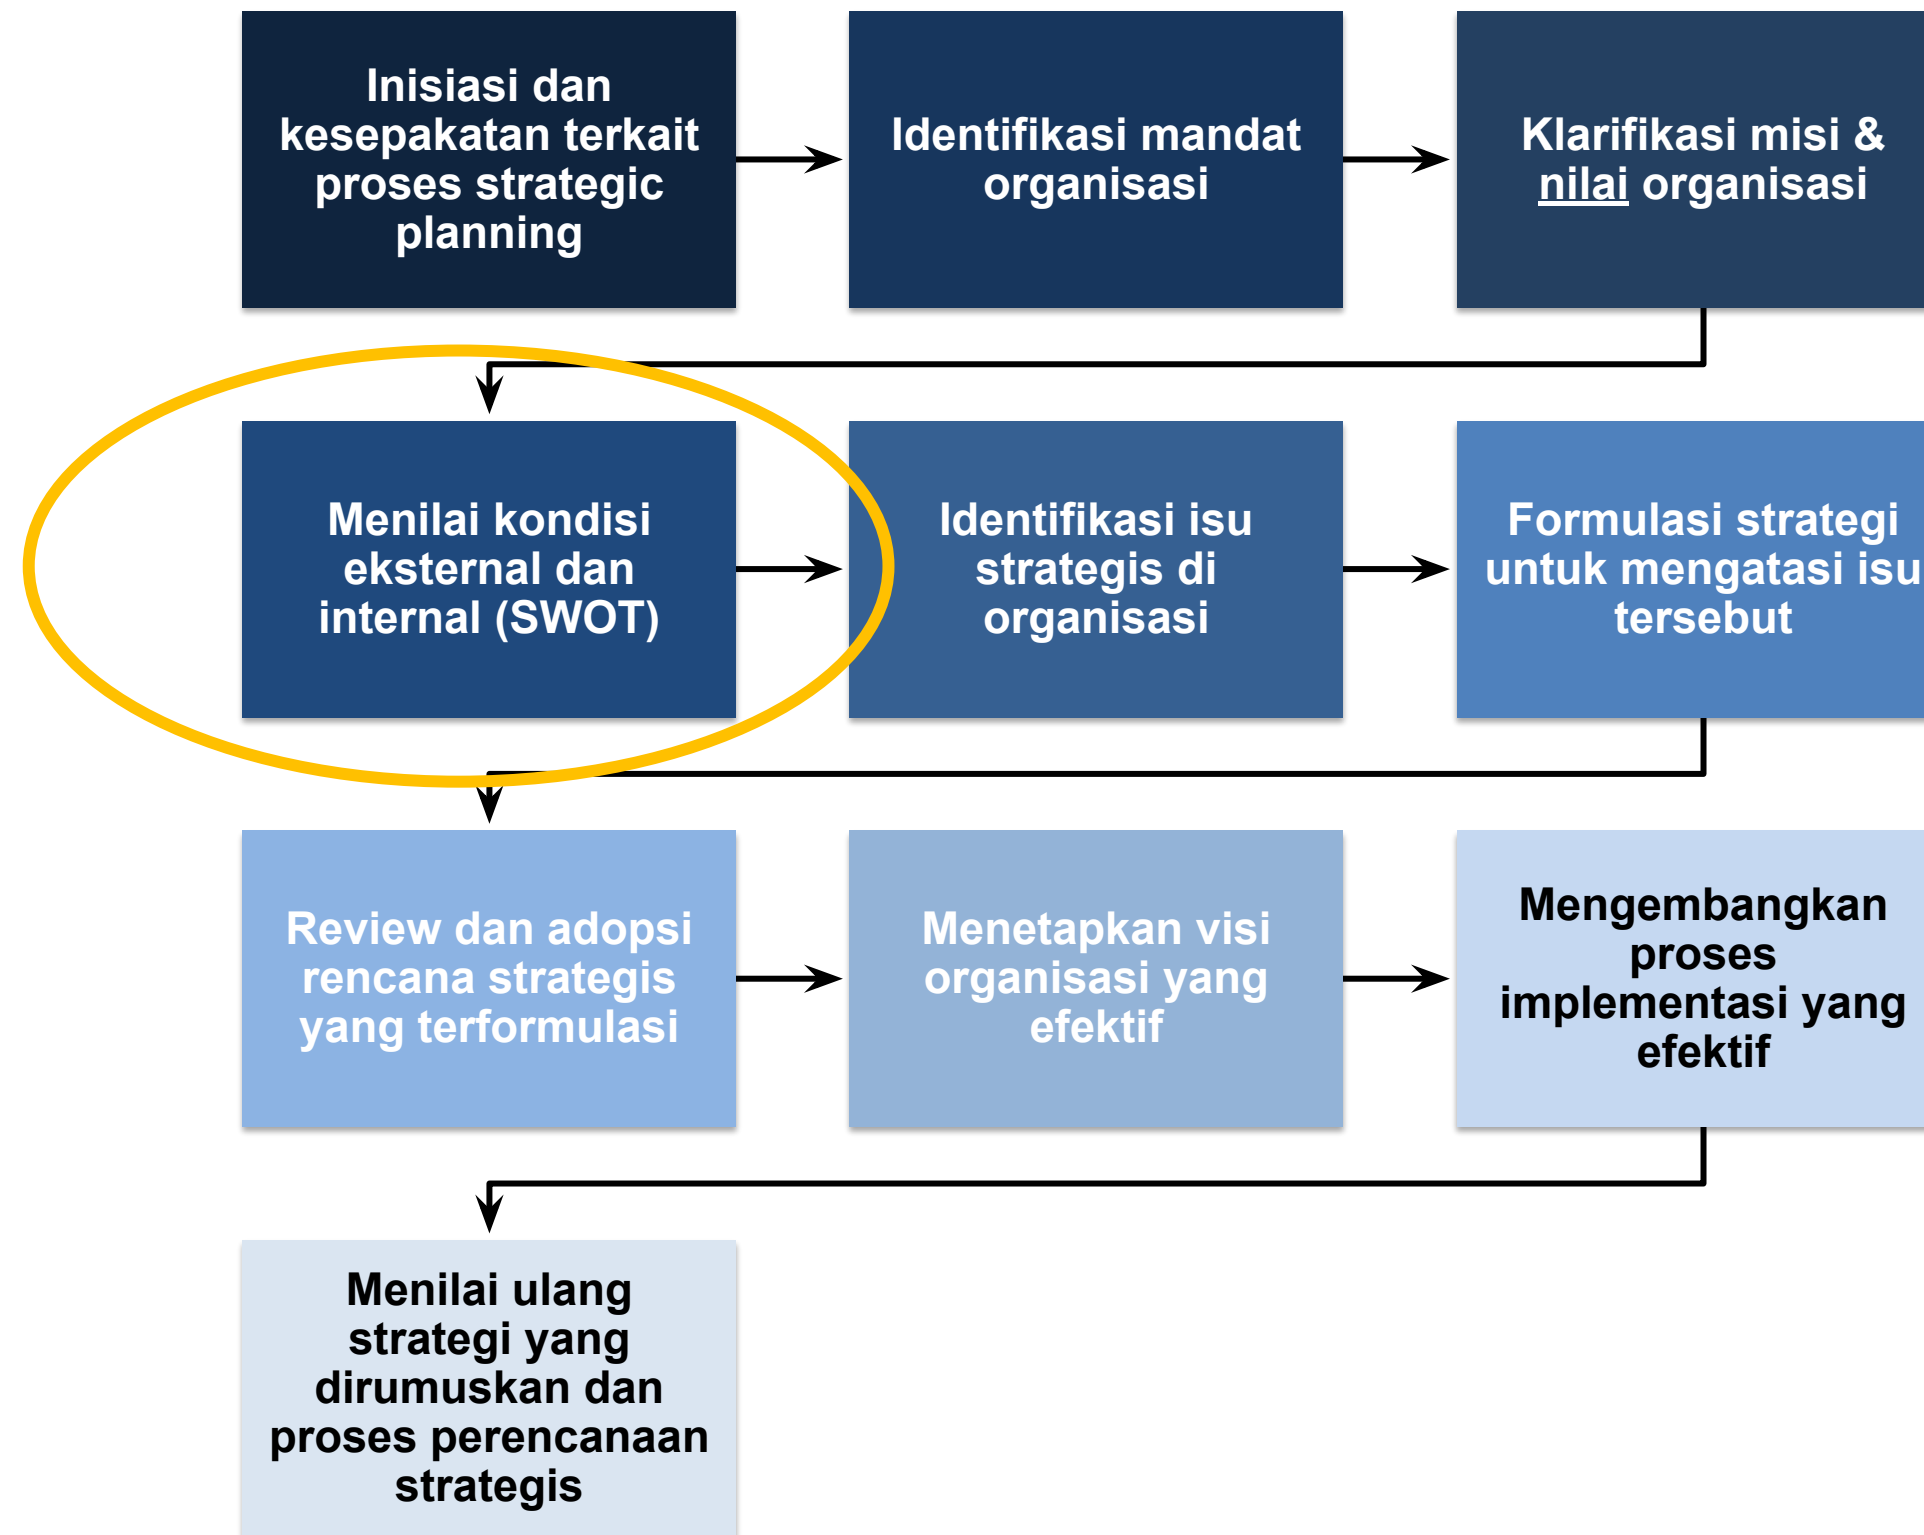 Inisiasi dan
kesepakatan terkait
proses strategic
planning
Identifikasi mandat
organisasi
Klarifikasi misi &
nilai organisasi
Menilai kondisi
eksternal dan
internal (SWOT)
Identifikasi isu
strategis di
organisasi
Formulasi strategi
untuk mengatasi isu
tersebut
Review dan adopsi
rencana strategis
yang terformulasi
Menetapkan visi
organisasi yang
efektif
Mengembangkan
proses
implementasi yang
efektif
Menilai ulang
strategi yang
dirumuskan dan
proses perencanaan
strategis